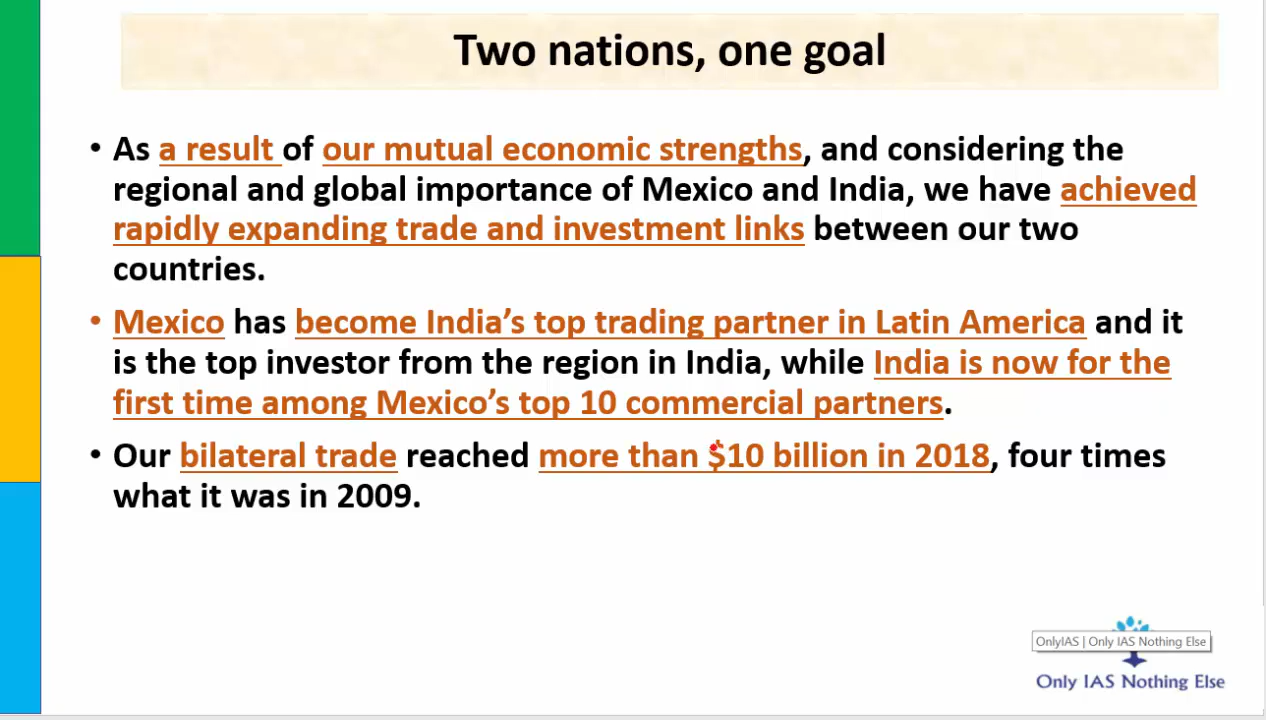 Two nations, one goal
• As a result of our mutual economic strengths, and considering the
regional and global importance of Mexico and India, we have achieved
rapidly expanding trade and investment links between our two
countries.
• Mexico has become India’s top trading partner in Latin America and it
is the top investor from the region in India, while India is now for the
first time among Mexico’s top 10 commercial partners.
• Our bilateral trade reached more than $10 billion in 2018, four times
what it was in 2009.
OnlyIAS | Only IAS Nothing Else
Only IAS Nothing Else